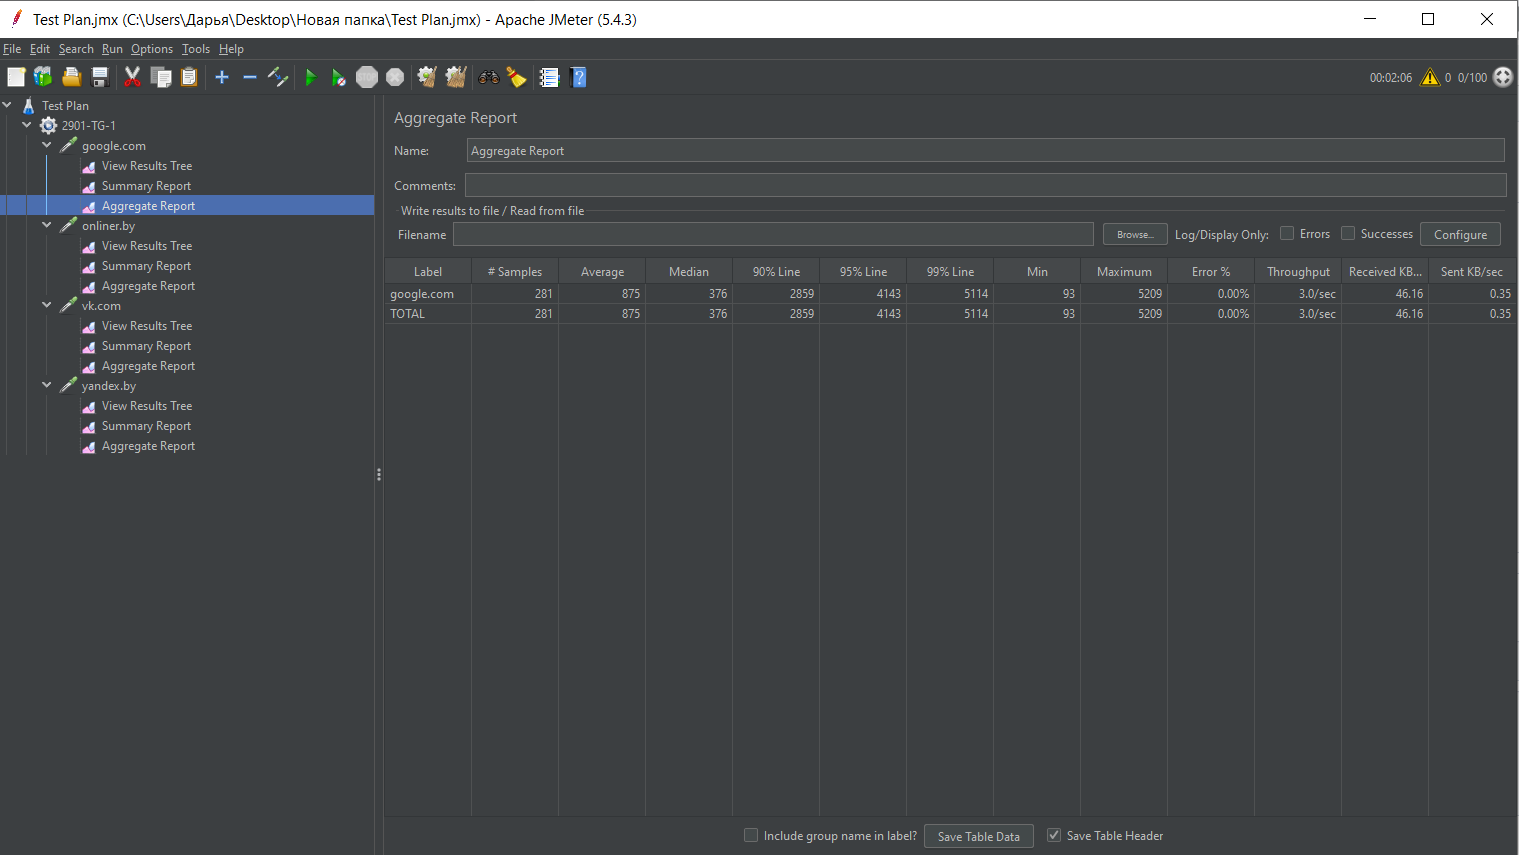 Test Plan.jmx (C:\Users\Дарья\Desktop\Новая папка\Test Plan.jmx) - Apache JMeter (5.4.3)
File Edit Search Run Options Tools Help
STOP ? 00:02:06 0 0/100
Test Plan
2901-TG-1
google.com
View Results Tree
Summary Report
Aggregate Report
onliner.by
View Results Tree
Summary Report
Aggregate Report
vk.com
View Results Tree
Summary Report
Aggregate Report
yandex.by
View Results Tree
Summary Report
Aggregate Report
Aggregate Report
Name: Aggregate Report
Comments:
Write results to file / Read from file
Filename Browse... Log/Display Only: Errors Successes Configure
Label # Samples Average Median 90% Line 95% Line 99% Line Min Maximum Error % Throughput Received KB... Sent KB/sec
google.com 281 875 376 2859 4143 5114 93 5209 0.00% 3.0/sec 46.16 0.35
TOTAL 281 875 376 2859 4143 5114 93 5209 0.00% 3.0/sec 46.16 0.35
Include group name in label? Save Table Data Save Table Header